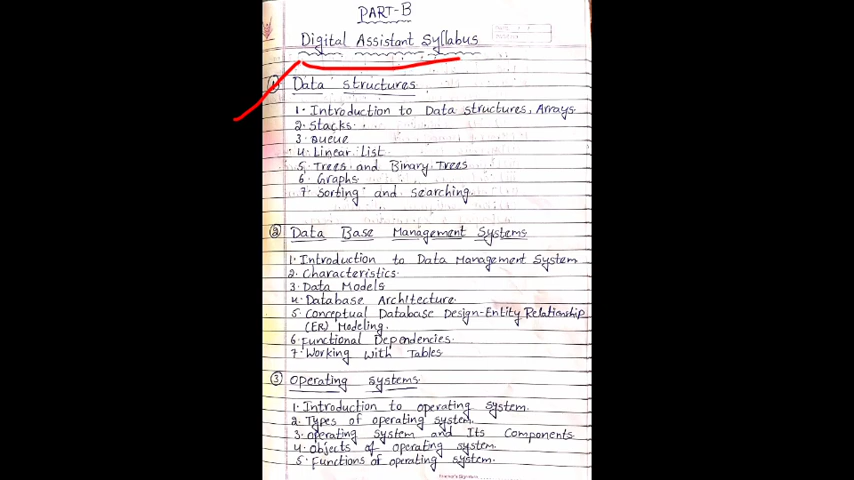 PART-B
Digital Assistant Syllabus
① Data structures
1. Introduction to Data structures, Arrays
2. Stacks.
3. Queue
4. Linear list
5. Trees and Binary Trees
6. Graphs
7. Sorting and searching.
② Data Base Management Systems
1. Introduction to Data Management System
2. Characteristics.
3. Data Models
4. Database Architecture.
5. Conceptual Database Design-Entity Relationship
(ER) Modeling.
6. Functional Dependencies.
7. Working with Tables
③ Operating systems.
1. Introduction to operating system.
2. Types of operating system.
3. Operating system and Its Components
4. Objects of operating system
5. Functions of operating system.